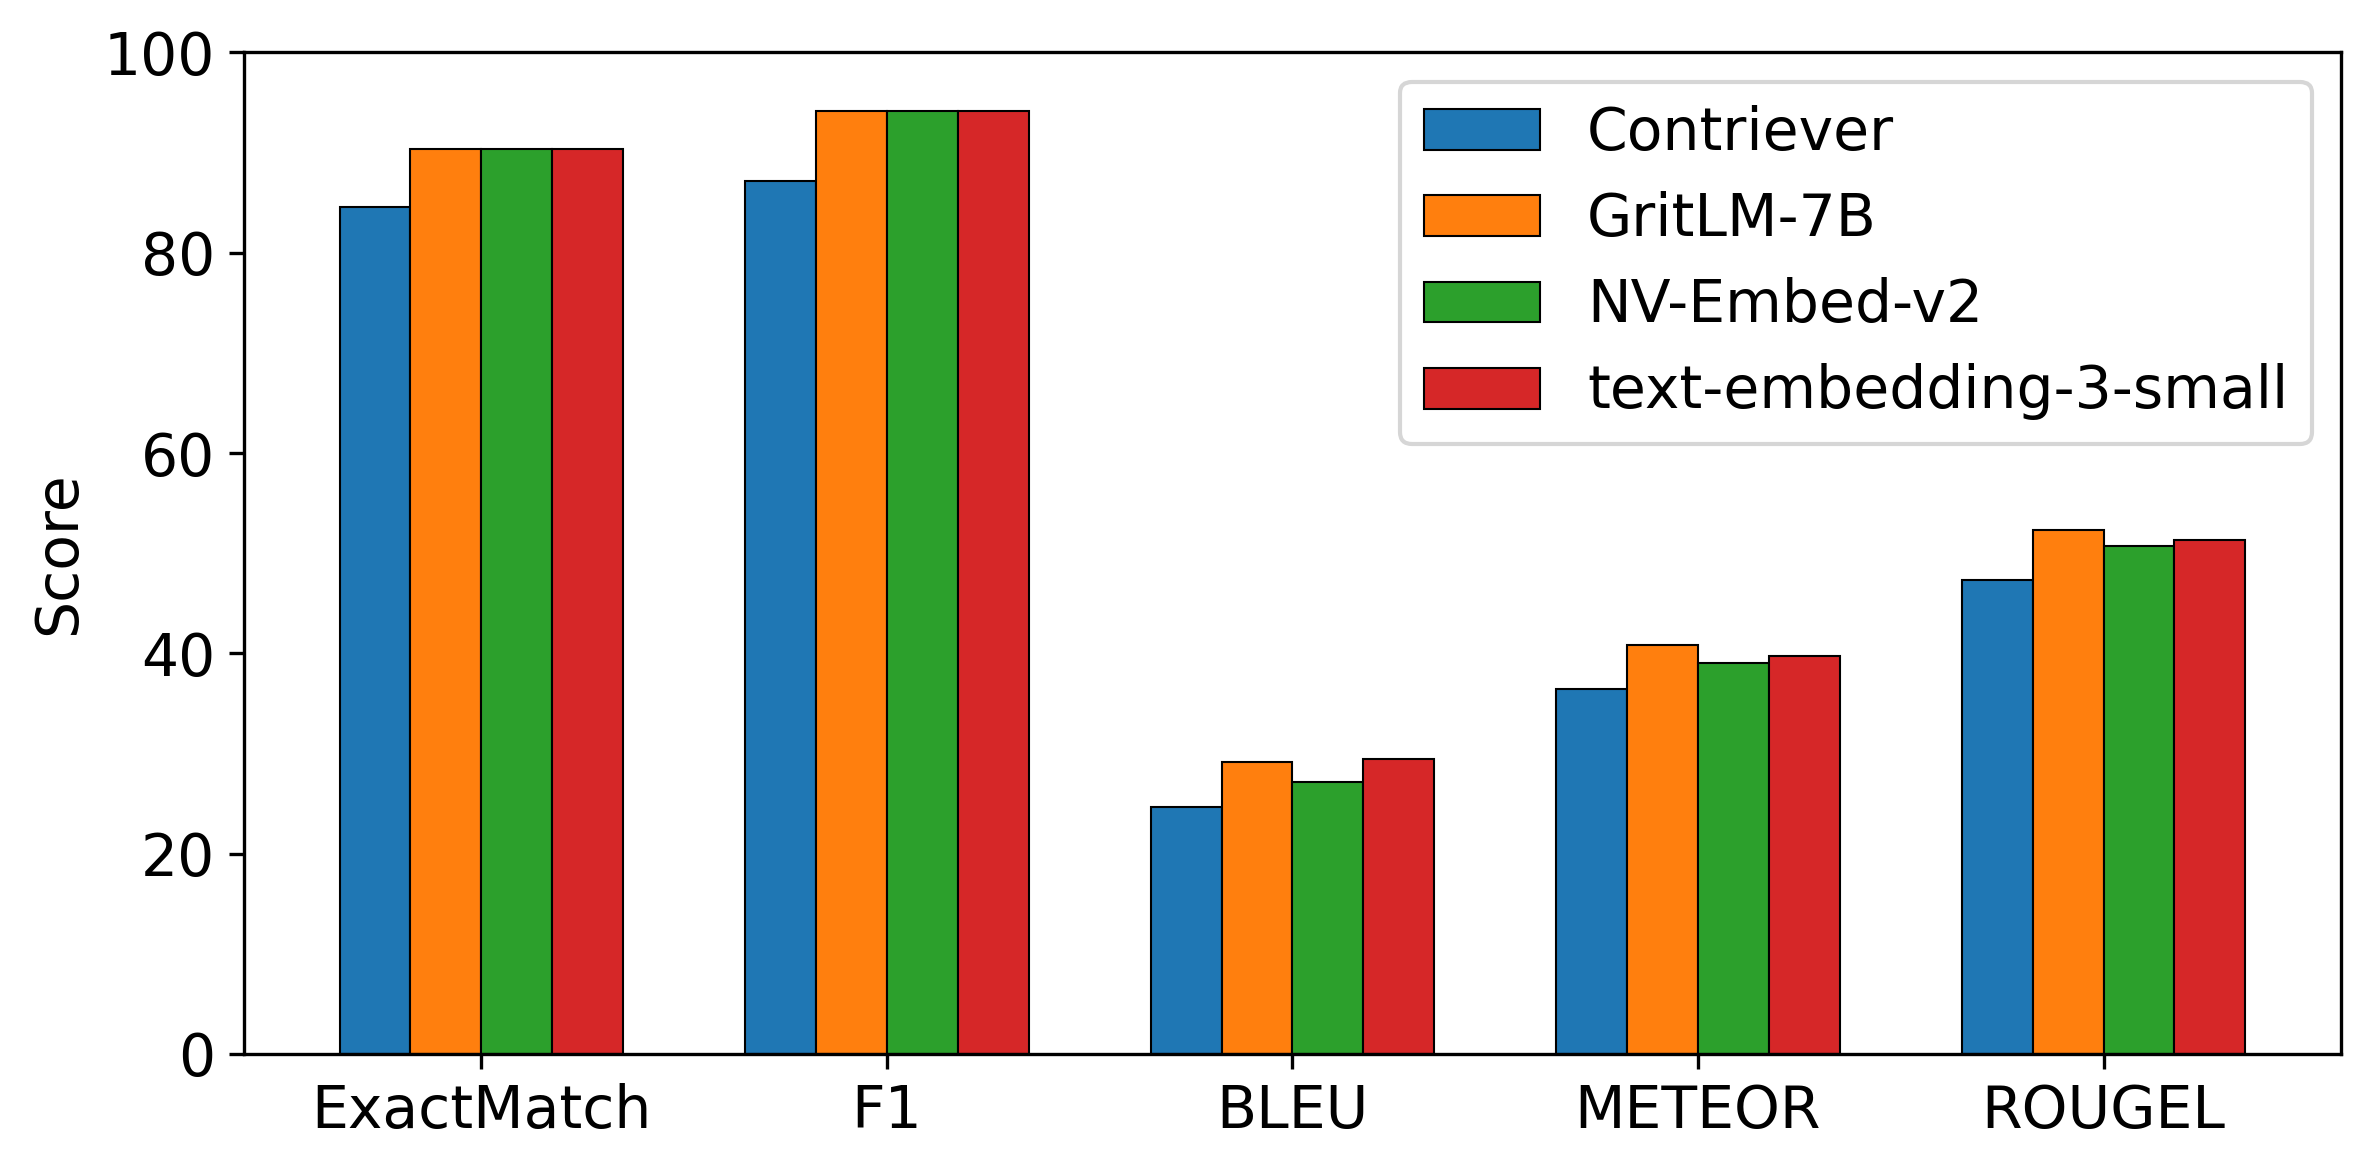 100
80
60
40
20
0
Score
Contriever
GritLM-7B
NV-Embed-v2
text-embedding-3-small
ExactMatch F1 BLEU METEOR ROUGEL